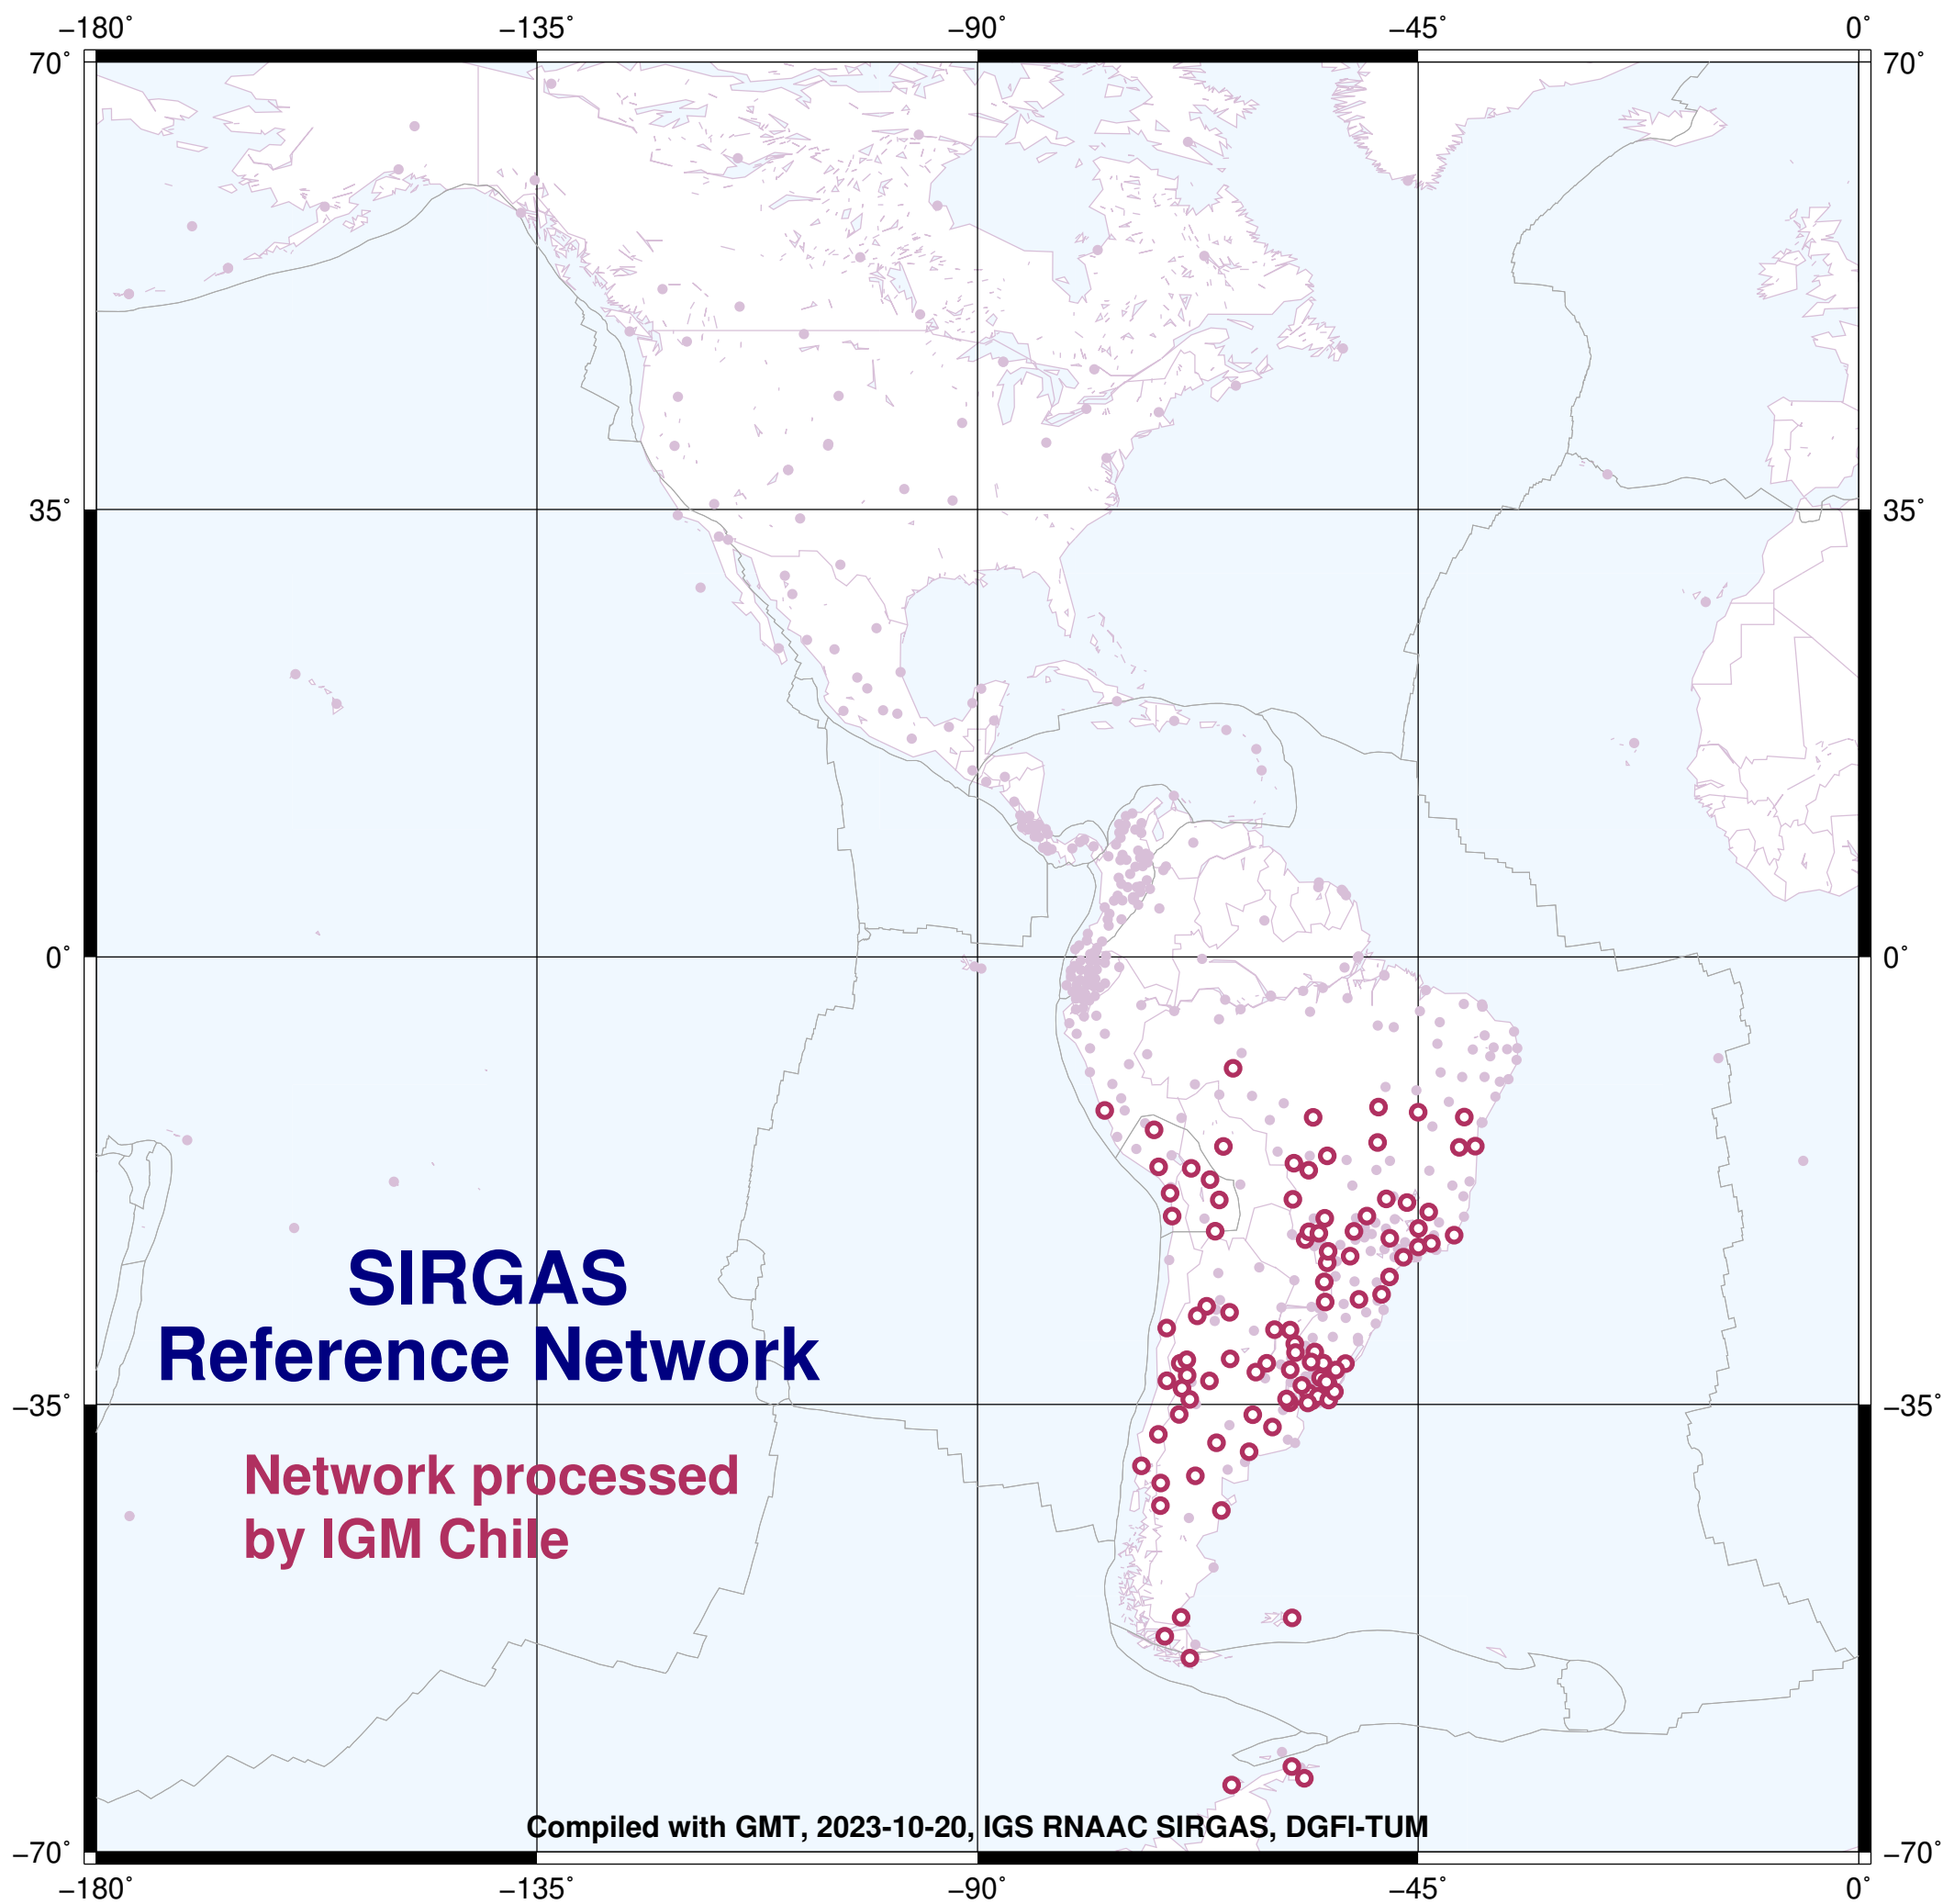 −180˚ −135˚ −90˚ −45˚ 0˚
70˚ 70˚
35˚ 35˚
0˚ 0˚
SIRGAS
Reference Network
−35˚ −35˚
Network processed
by IGM Chile
Compiled with GMT, 2023-10-20, IGS RNAAC SIRGAS, DGFI-TUM
−70˚ −70˚
−180˚ −135˚ −90˚ −45˚ 0˚